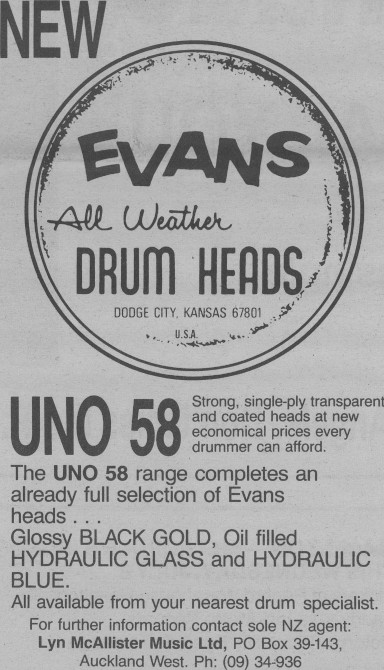 NEW
EVANS
All Weather
DRUM HEADS
DODGE CITY, KANSAS 67801
U.S.A.
UNO 58
Strong, single-ply transparent
and coated heads at new
economical prices every
drummer can afford.
The UNO 58 range completes an
already full selection of Evans
heads . . .
Glossy BLACK GOLD, Oil filled
HYDRAULIC GLASS and HYDRAULIC
BLUE.
All available from your nearest drum specialist.
For further information contact sole NZ agent:
Lyn McAllister Music Ltd, PO Box 39-143,
Auckland West. Ph: (09) 34-936